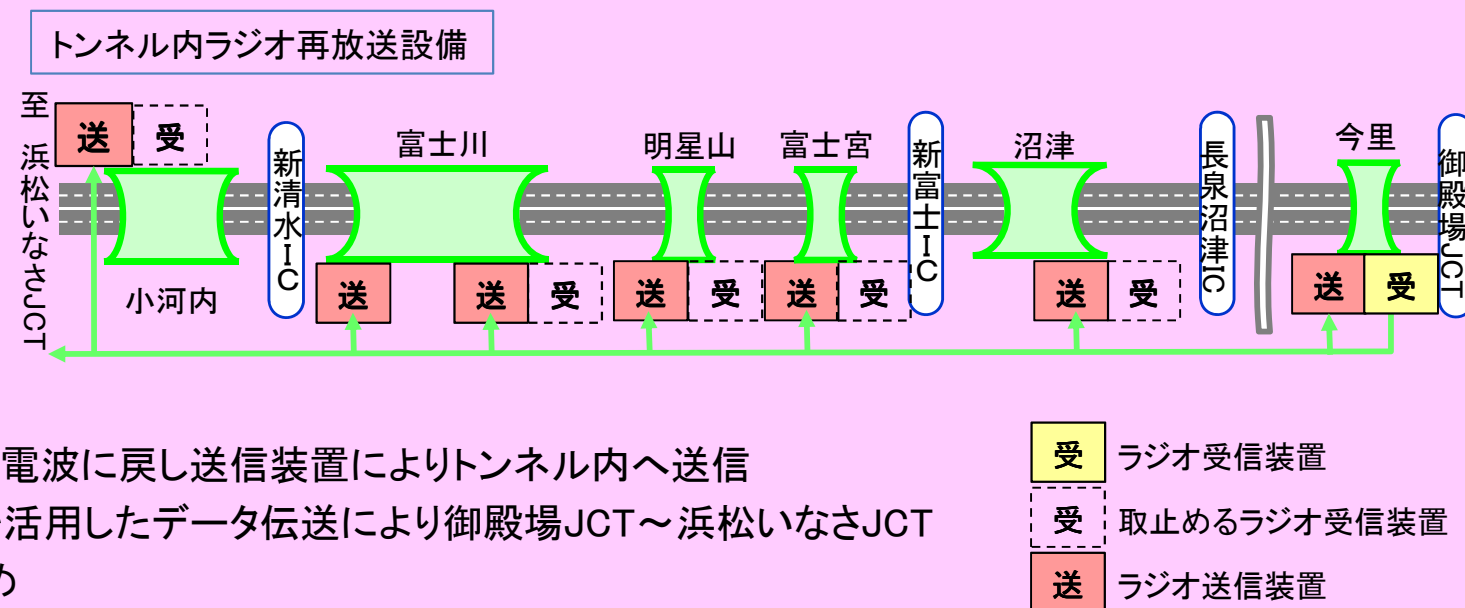 トンネル内ラジオ再放送設備
至 浜松いなさJCT
送 受
小河内
新清水IC
富士川
送
送 受
明星山
送 受
富士宮
送 受
新富士IC
沼津
送 受
長泉沼津IC
今里
送 受
御殿場JCT
電波に戻し送信装置によりトンネル内へ送信
活用したデータ伝送により御殿場JCT～浜松いなさJCT
受 ラジオ受信装置
受 取止めるラジオ受信装置
送 ラジオ送信装置